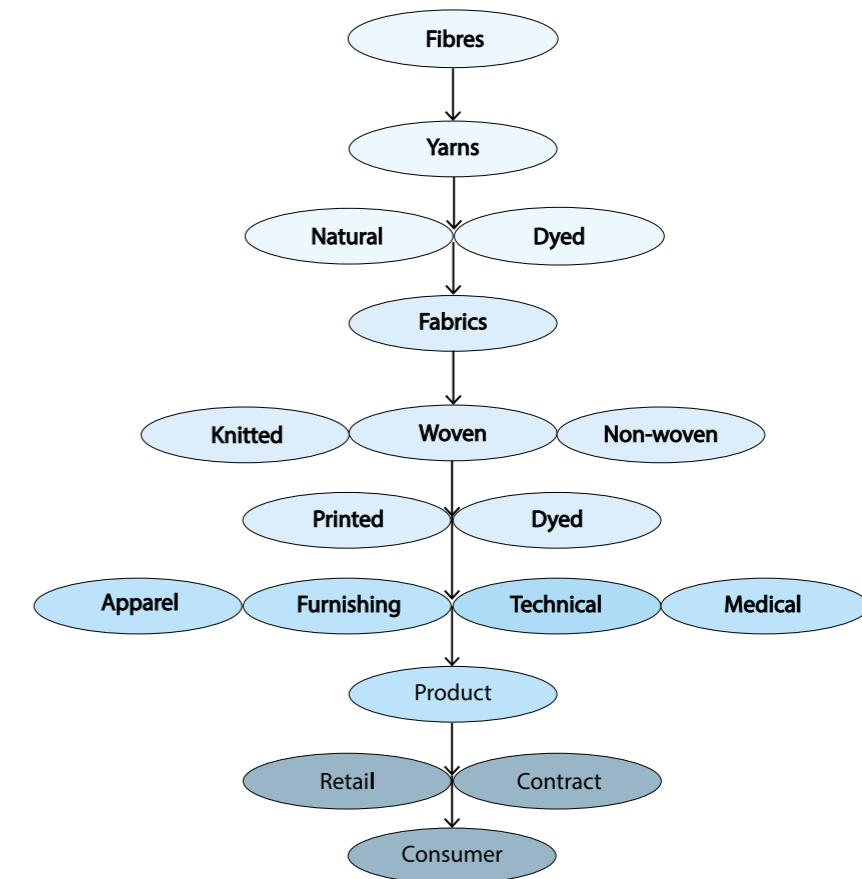 Fibres
Yarns
Natural Dyed
Fabrics
Knitted Woven Non-woven
Printed Dyed
Apparel Furnishing Technical Medical
Product
Retail Contract
Consumer